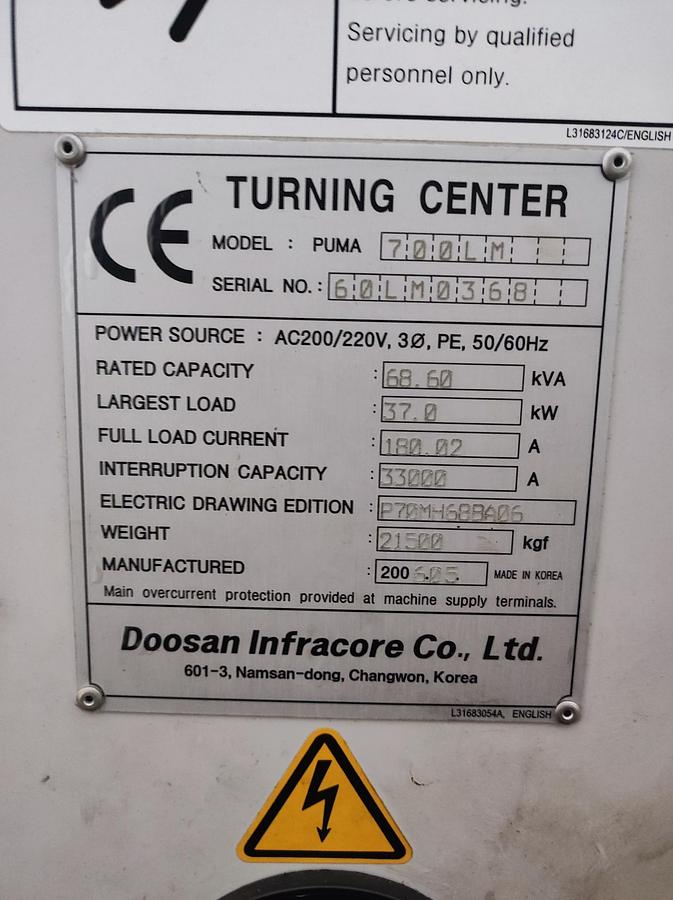 Servicing by qualified
personnel only.
L31683124C/ENGLISH
CE TURNING CENTER
MODEL : PUMA 700LM
SERIAL NO. : 60LM0368
POWER SOURCE : AC200/220V, 3Ø, PE, 50/60Hz
RATED CAPACITY : 68.60 kVA
LARGEST LOAD : 37.0 kW
FULL LOAD CURRENT : 180.02 A
INTERRUPTION CAPACITY : 33000 A
ELECTRIC DRAWING EDITION :
WEIGHT : 21500 kgf
MANUFACTURED : 200 6.05 MADE IN KOREA
Main overcurrent protection provided at machine supply terminals.
Doosan Infracore Co., Ltd.
601-3, Namsan-dong, Changwon, Korea
L31683054A, ENGLISH